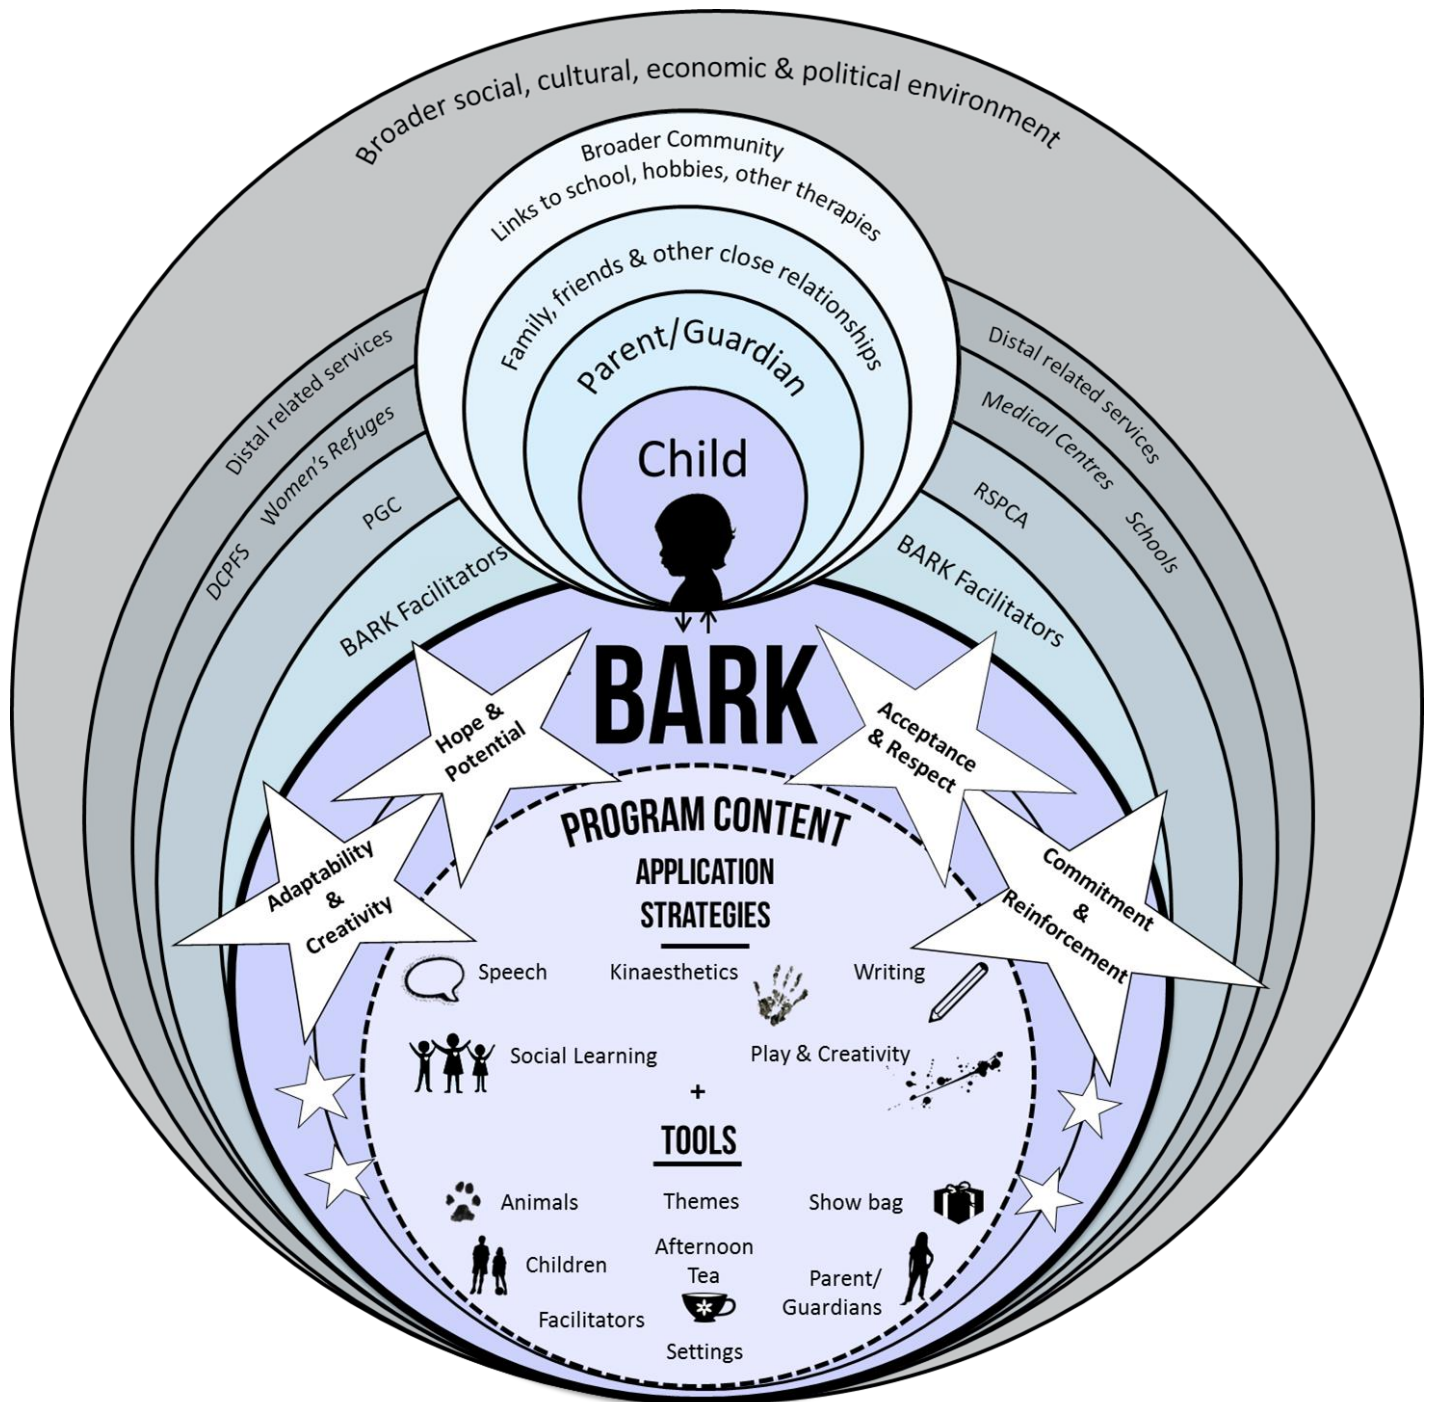 Broader social, cultural, economic & political environment
Broader Community
Links to school, hobbies, other therapies
Family, friends & other close relationships
Parent/Guardian
Child
Distal related services
Women's Refuges
DCPFS
PGC
BARK Facilitators
Distal related services
Medical Centres
Schools
RSPCA
BARK Facilitators
BARK
Hope &
Potential
Acceptance
& Respect
Adaptability
&
Creativity
Commitment
&
Reinforcement
PROGRAM CONTENT
APPLICATION
STRATEGIES
Speech
Kinaesthetics
Writing
Social Learning
Play & Creativity
+
TOOLS
Animals
Themes
Show bag
Children
Afternoon
Tea
Parent/
Guardians
Facilitators
Settings